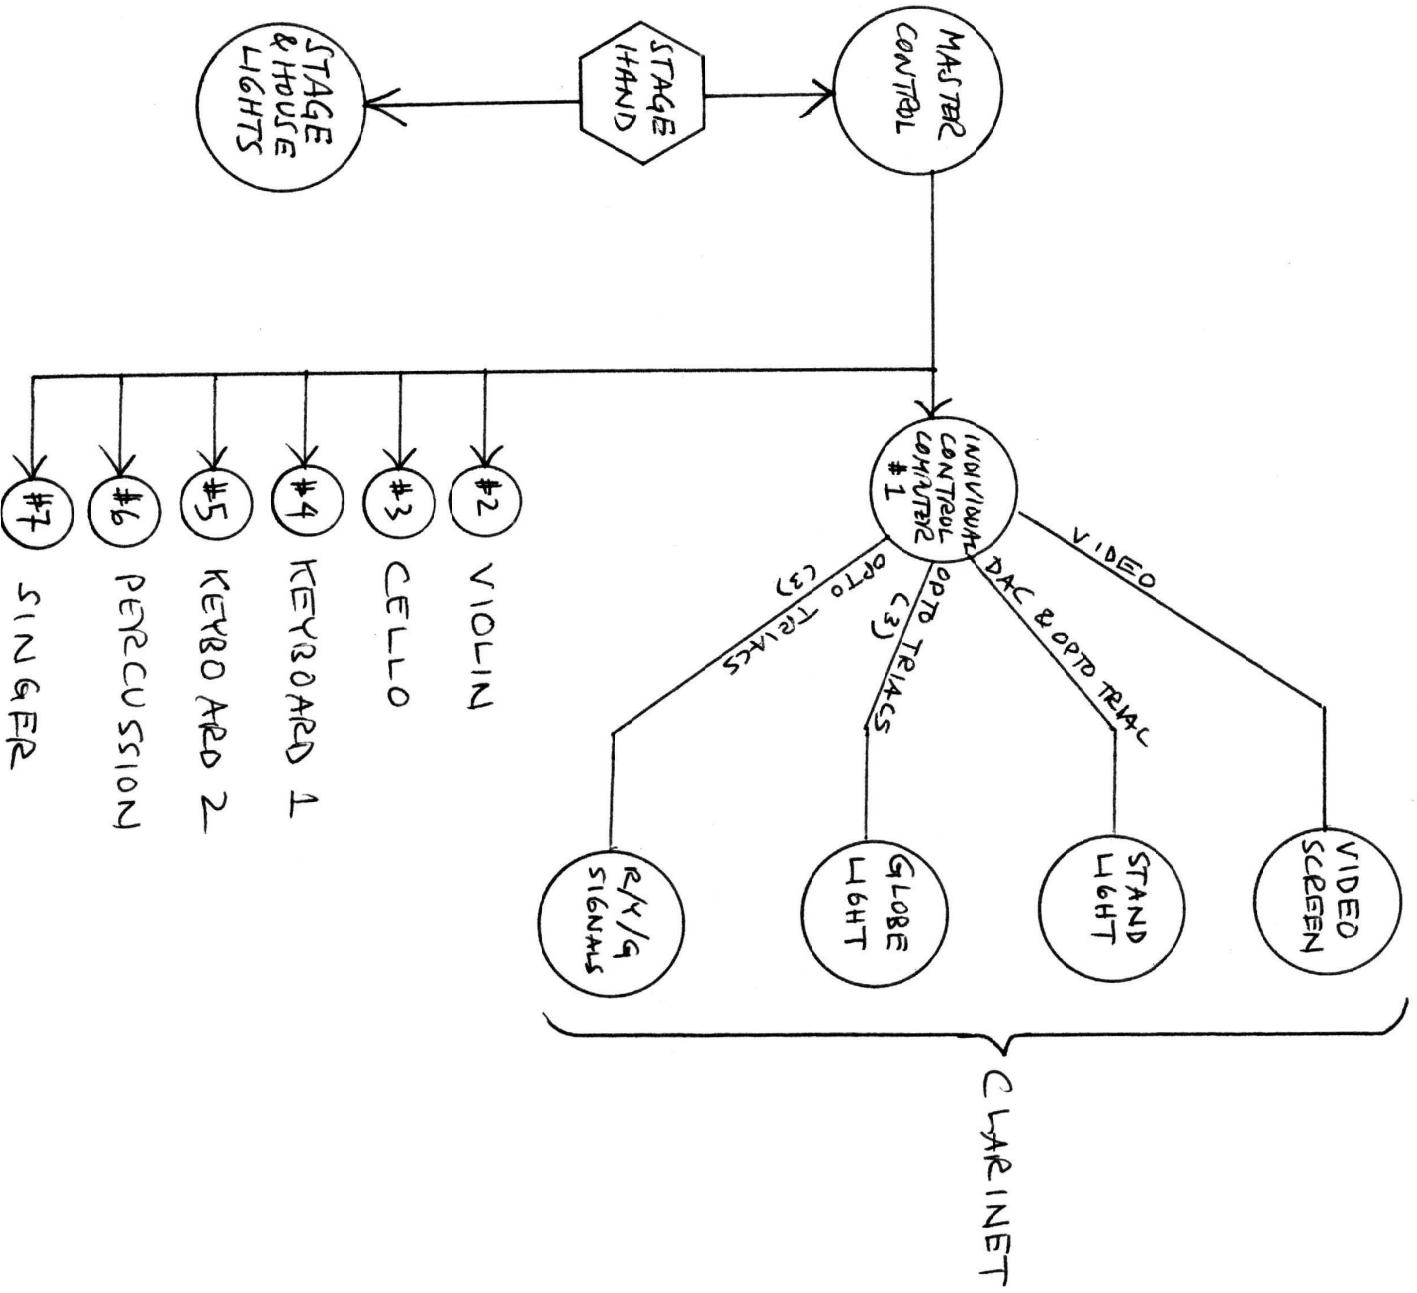 MASTER
CONTROL
STAGE
HAND
STAGE
& HOUSE
LIGHTS
INDIVIDUAL
CONTROL
COMPUTER
#1
VIDEO
DAC & OPTO TRIAC
OPTO TRIACS
(3)
OPTO TRIACS
(3)
VIDEO
SCREEN
STAND
LIGHT
GLOBE
LIGHT
R/Y/G
SIGNALS
CLARINET
#2 VIOLIN
#3 CELLO
#4 KEYBOARD 1
#5 KEYBOARD 2
#6 PERCUSSION
#7 SINGER